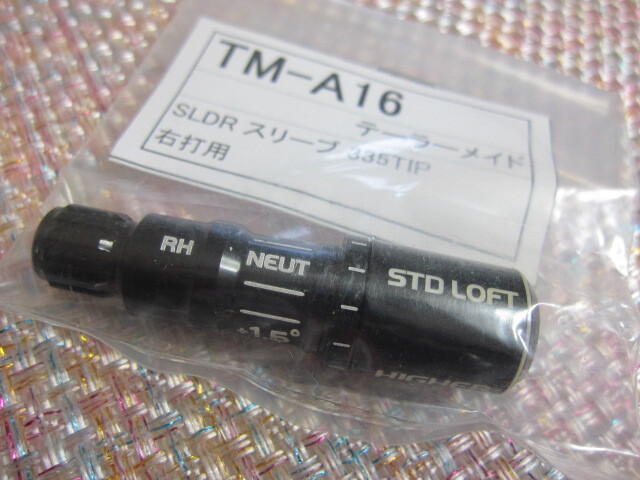 TM-A16
テーラーメイド
SLDR スリーブ 335TIP
右打用
RH
NEUT
STD LOFT
+1.5°
HIGHER